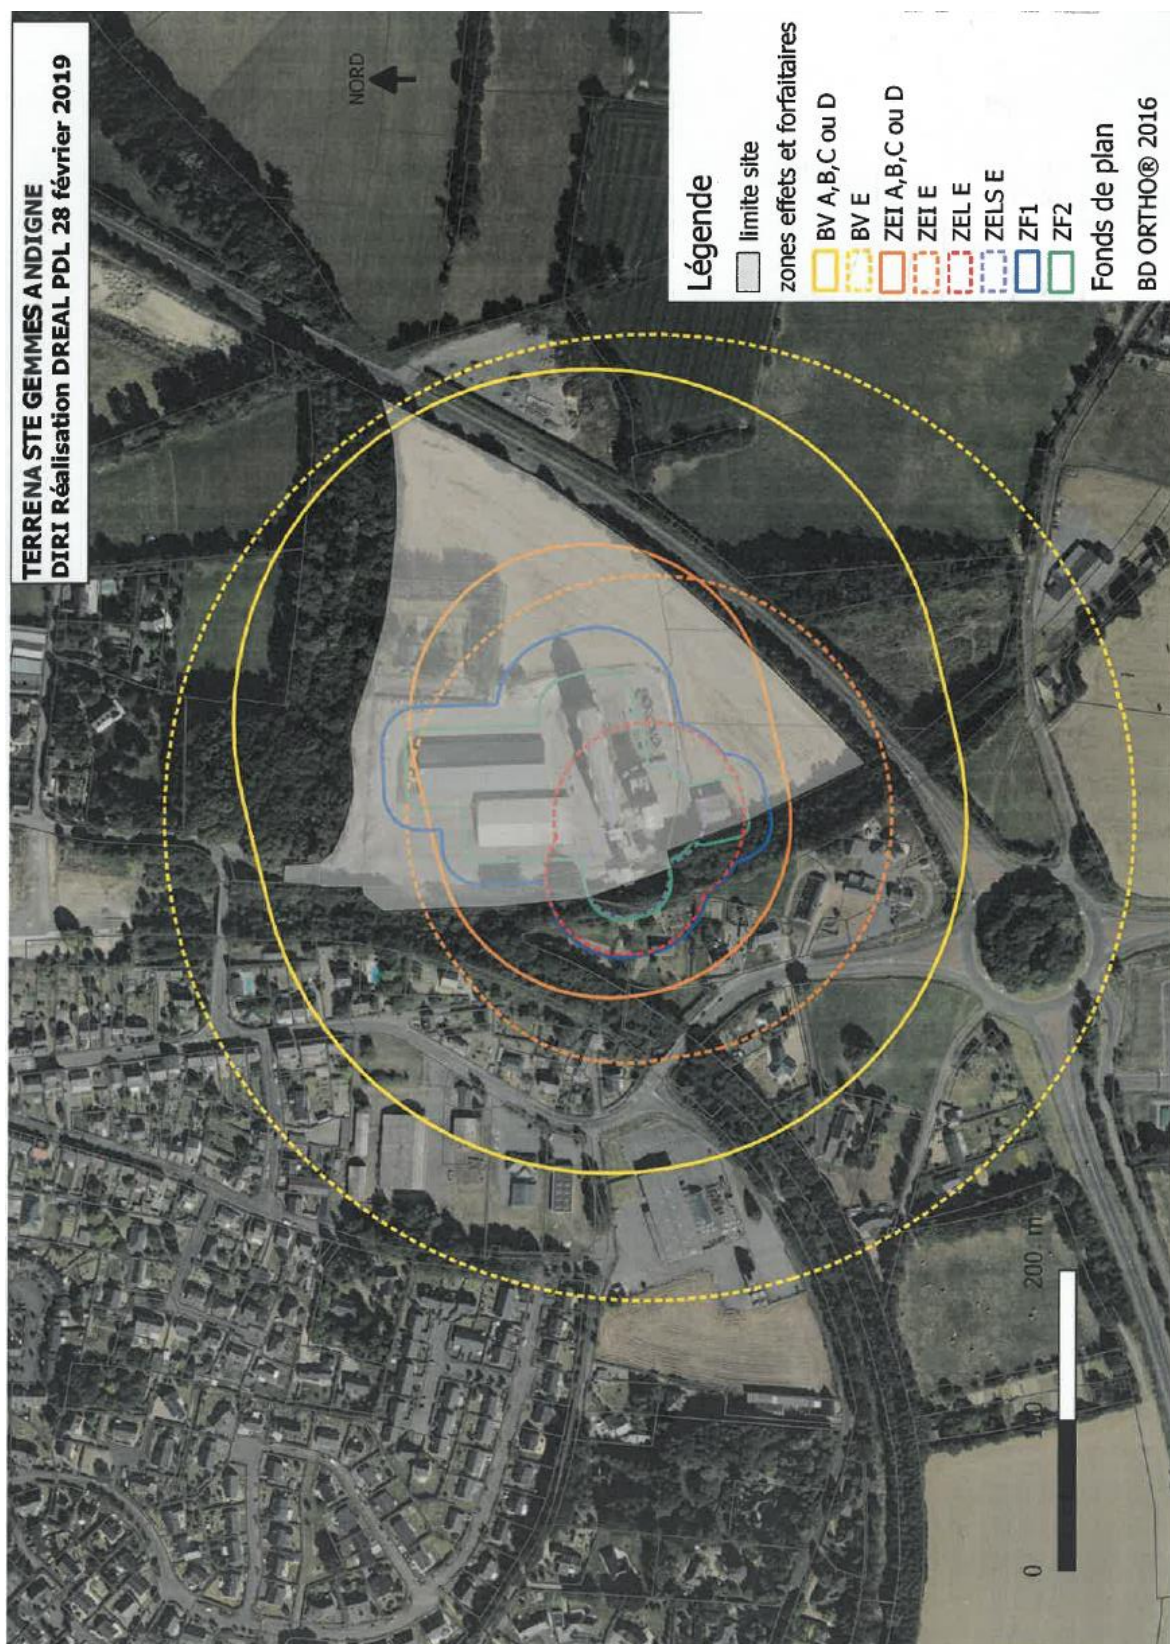 TERRENA STE GEMMES ANDIGNE
DIRI Réalisation DREAL PDL 28 février 2019
NORD
Légende
limite site
zones effets et forfaitaires
BV A,B,C ou D
BV E
ZEI A,B,C ou D
ZEI E
ZEL E
ZELS E
ZF1
ZF2
Fonds de plan
BD ORTHO® 2016
0
200 m